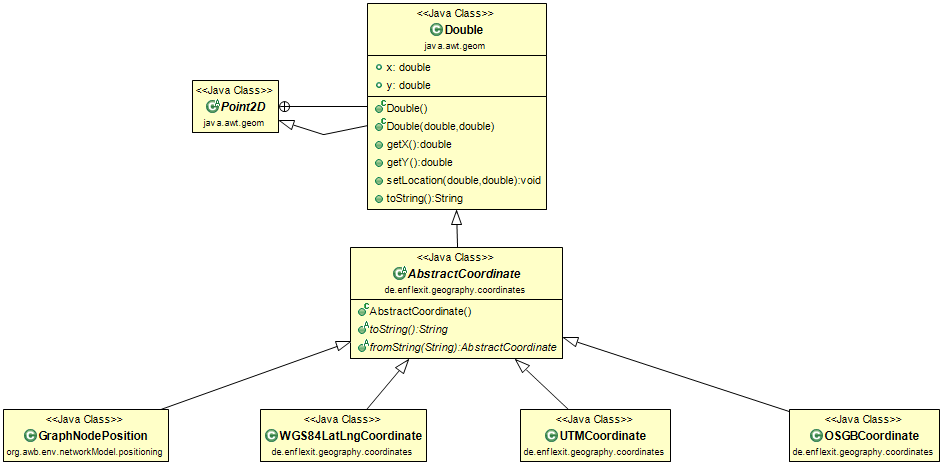 <<Java Class>>
Double
java.awt.geom
x: double
y: double
Double()
Double(double,double)
getX():double
getY():double
setLocation(double,double):void
toString():String
<<Java Class>>
Point2D
java.awt.geom
<<Java Class>>
AbstractCoordinate
de.enflexit.geography.coordinates
AbstractCoordinate()
toString():String
fromString(String):AbstractCoordinate
<<Java Class>>
GraphNodePosition
org.awb.env.networkModel.positioning
<<Java Class>>
WGS84LatLngCoordinate
de.enflexit.geography.coordinates
<<Java Class>>
UTMCoordinate
de.enflexit.geography.coordinates
<<Java Class>>
OSGBCoordinate
de.enflexit.geography.coordinates